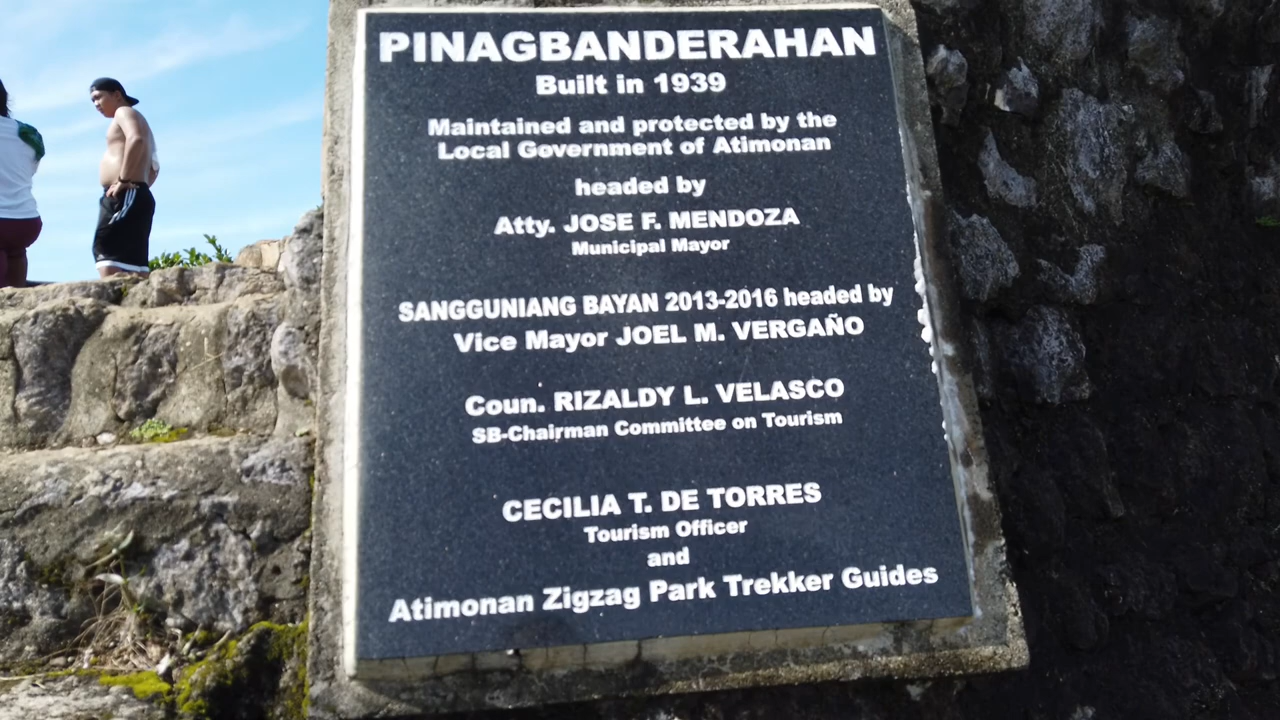 PINAGBANDERAHAN
Built in 1939
Maintained and protected by the
Local Government of Atimonan
headed by
Atty. JOSE F. MENDOZA
Municipal Mayor
SANGGUNIANG BAYAN 2013-2016 headed by
Vice Mayor JOEL M. VERGAÑO
Coun. RIZALDY L. VELASCO
SB-Chairman Committee on Tourism
CECILIA T. DE TORRES
Tourism Officer
and
Atimonan Zigzag Park Trekker Guides